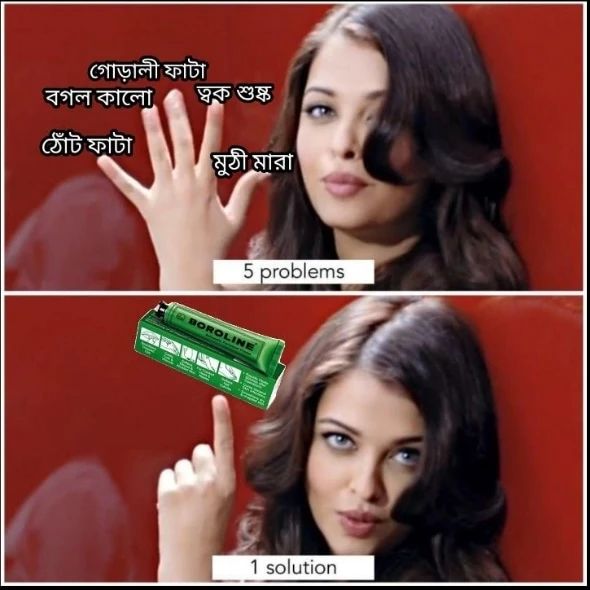 গোড়ালী ফাটা
বগল কালো
ত্বক শুষ্ক
ঠোঁট ফাটা
মুঠী মারা
5 problems
BOROLINE
1 solution